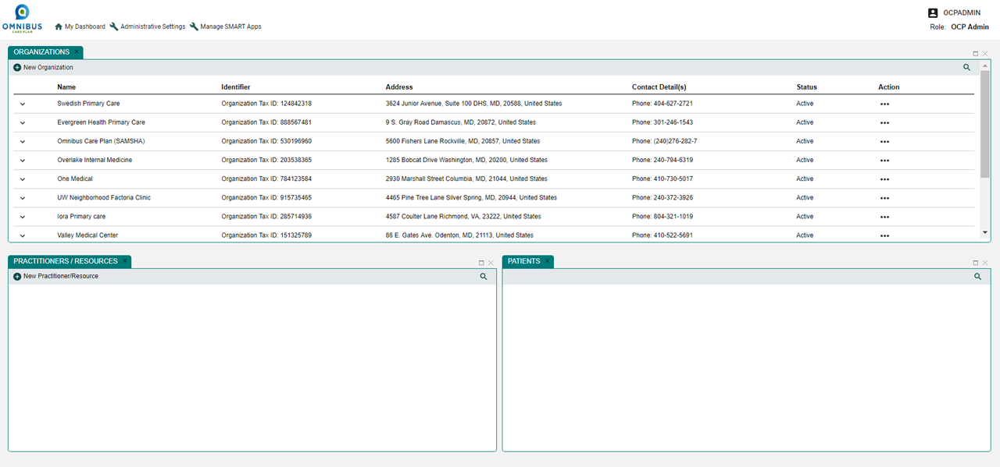 OMNIBUS
CARE PLAN
My Dashboard Administrative Settings Manage SMART Apps
OCPADMIN
Role: OCP Admin
ORGANIZATIONS
New Organization
Name Identifier Address Contact Detail(s) Status Action
Swedish Primary Care Organization Tax ID: 124842318 3624 Junior Avenue, Suite 100 DHS, MD, 20588, United States Phone: 404-627-2721 Active
Evergreen Health Primary Care Organization Tax ID: 888567481 9 S. Gray Road Damascus, MD, 20872, United States Phone: 301-246-1543 Active
Omnibus Care Plan (SAMSHA) Organization Tax ID: 530196960 5600 Fishers Lane Rockville, MD, 20857, United States Phone: (240)276-282-7 Active
Overlake Internal Medicine Organization Tax ID: 203538365 1285 Bobcat Drive Washington, MD, 20200, United States Phone: 240-794-6319 Active
One Medical Organization Tax ID: 784123584 2930 Marshall Street Columbia, MD, 21044, United States Phone: 410-730-5017 Active
UW Neighborhood Factoria Clinic Organization Tax ID: 915735465 4465 Pine Tree Lane Silver Spring, MD, 20944, United States Phone: 240-372-3926 Active
Iora Primary care Organization Tax ID: 285714936 4587 Coulter Lane Richmond, VA, 23222, United States Phone: 804-321-1019 Active
Valley Medical Center Organization Tax ID: 151325789 86 E. Gates Ave. Odenton, MD, 21113, United States Phone: 410-522-5691 Active
PRACTITIONERS / RESOURCES
New Practitioner/Resource
PATIENTS